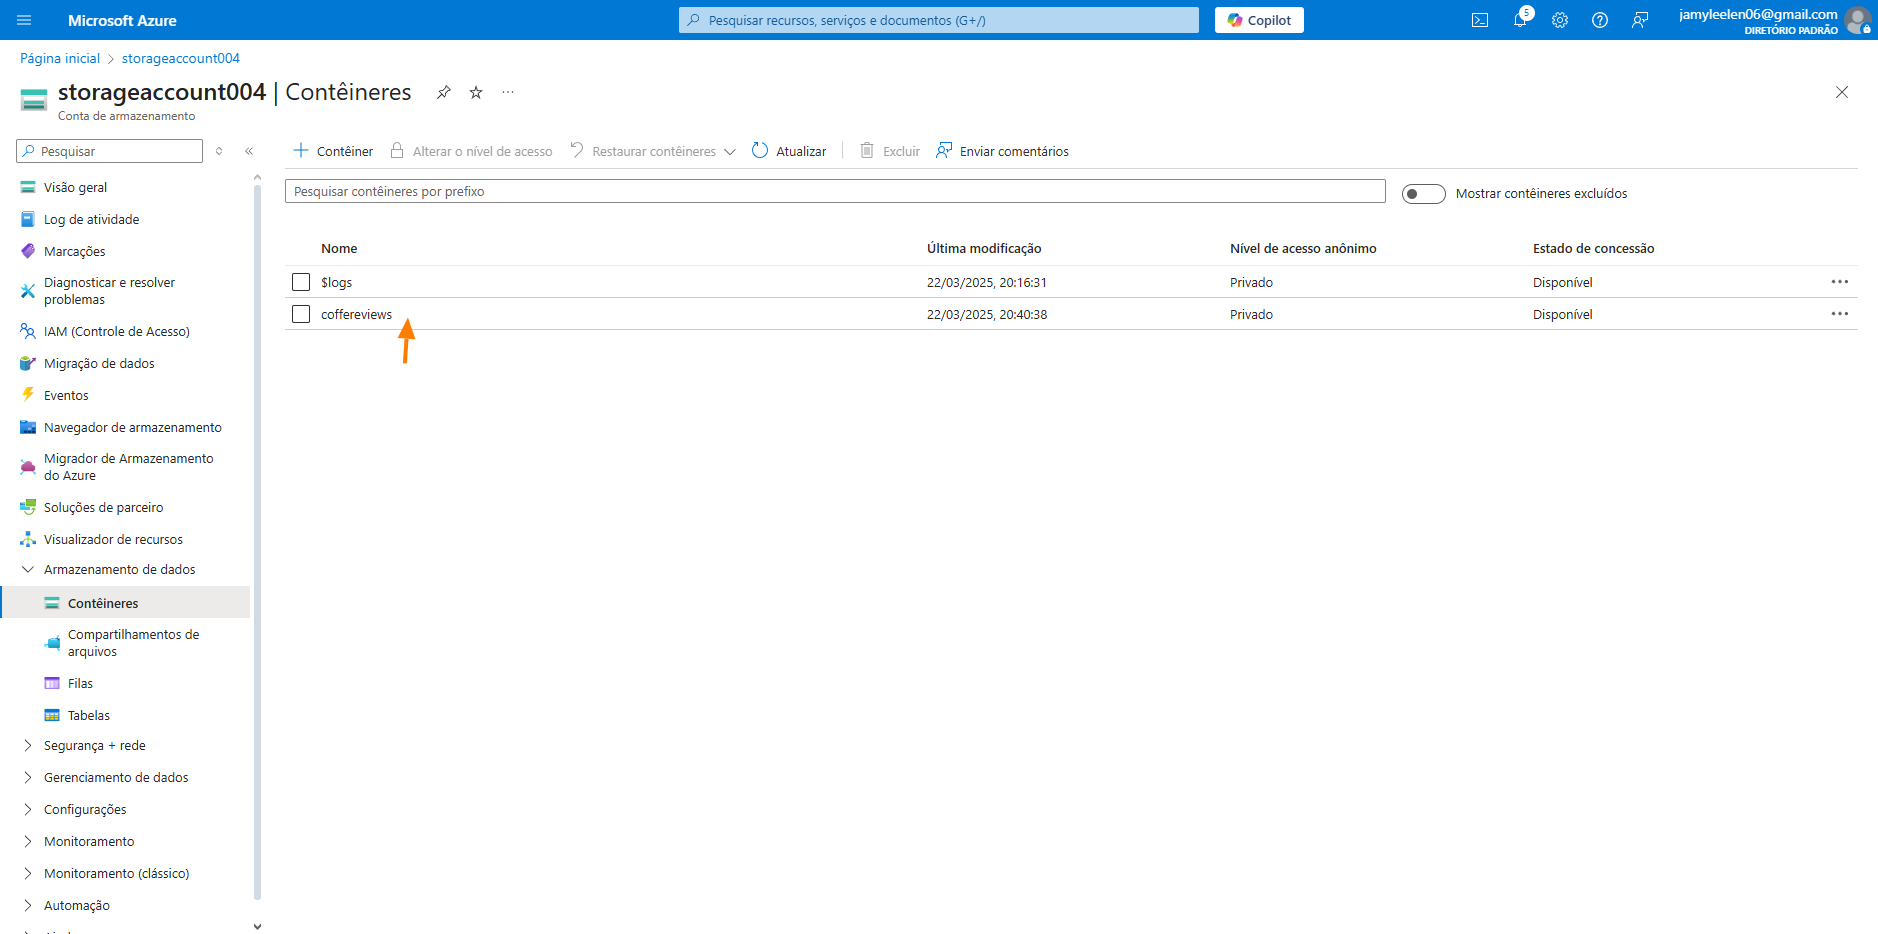 Microsoft Azure
Pesquisar recursos, serviços e documentos (G+/)
Copilot
5
jamyleelen06@gmail.com
DIRETÓRIO PADRÃO
Página inicial > storageaccount004
storageaccount004 | Contêineres
Conta de armazenamento
Pesquisar
Contêiner
Alterar o nível de acesso
Restaurar contêineres
Atualizar
Excluir
Enviar comentários
Pesquisar contêineres por prefixo
Mostrar contêineres excluídos
Nome Última modificação Nível de acesso anônimo Estado de concessão
$logs 22/03/2025, 20:16:31 Privado Disponível
coffereviews 22/03/2025, 20:40:38 Privado Disponível
Visão geral
Log de atividade
Marcações
Diagnosticar e resolver
problemas
IAM (Controle de Acesso)
Migração de dados
Eventos
Navegador de armazenamento
Migrador de Armazenamento
do Azure
Soluções de parceiro
Visualizador de recursos
Armazenamento de dados
Contêineres
Compartilhamentos de
arquivos
Filas
Tabelas
Segurança + rede
Gerenciamento de dados
Configurações
Monitoramento
Monitoramento (clássico)
Automação